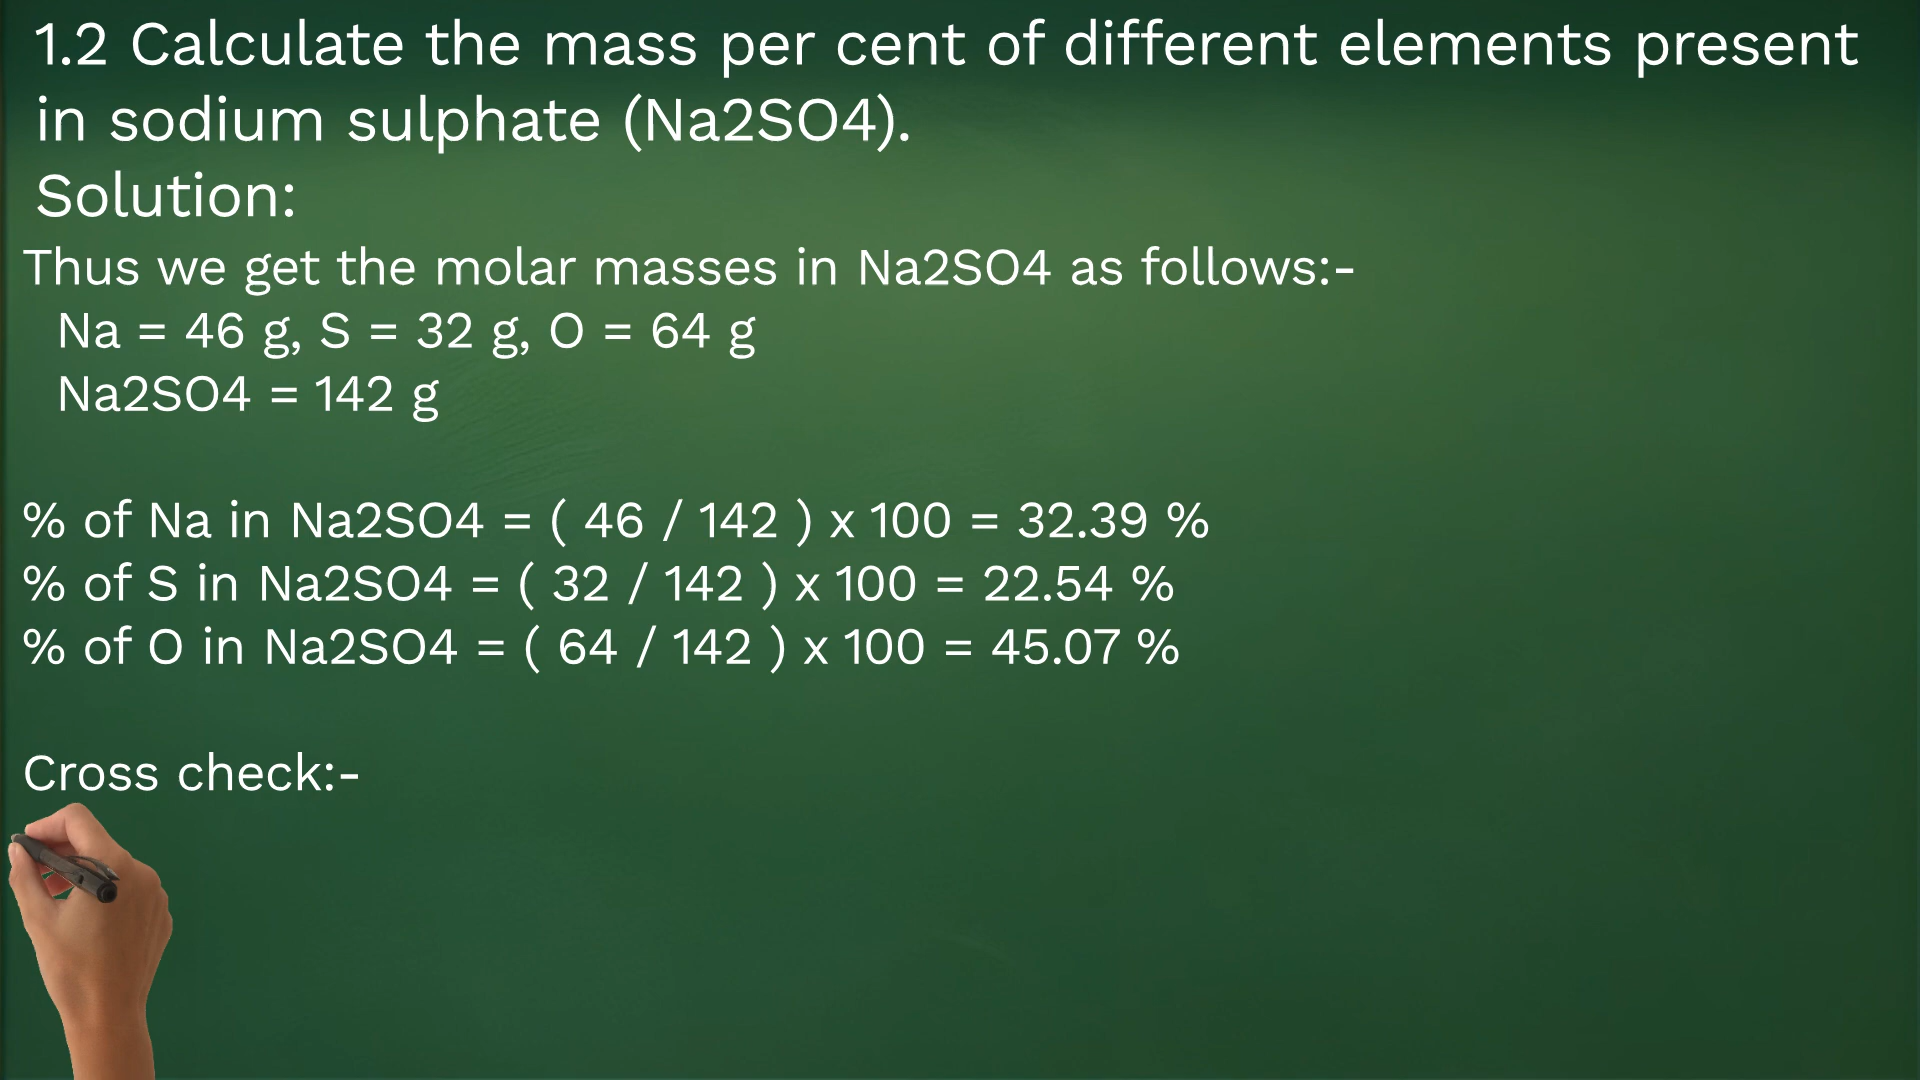 1.2 Calculate the mass per cent of different elements present
in sodium sulphate (Na2SO4).
Solution:
Thus we get the molar masses in Na2SO4 as follows:-
Na = 46 g, S = 32 g, O = 64 g
Na2SO4 = 142 g
% of Na in Na2SO4 = ( 46 / 142 ) x 100 = 32.39 %
% of S in Na2SO4 = ( 32 / 142 ) x 100 = 22.54 %
% of O in Na2SO4 = ( 64 / 142 ) x 100 = 45.07 %
Cross check:-